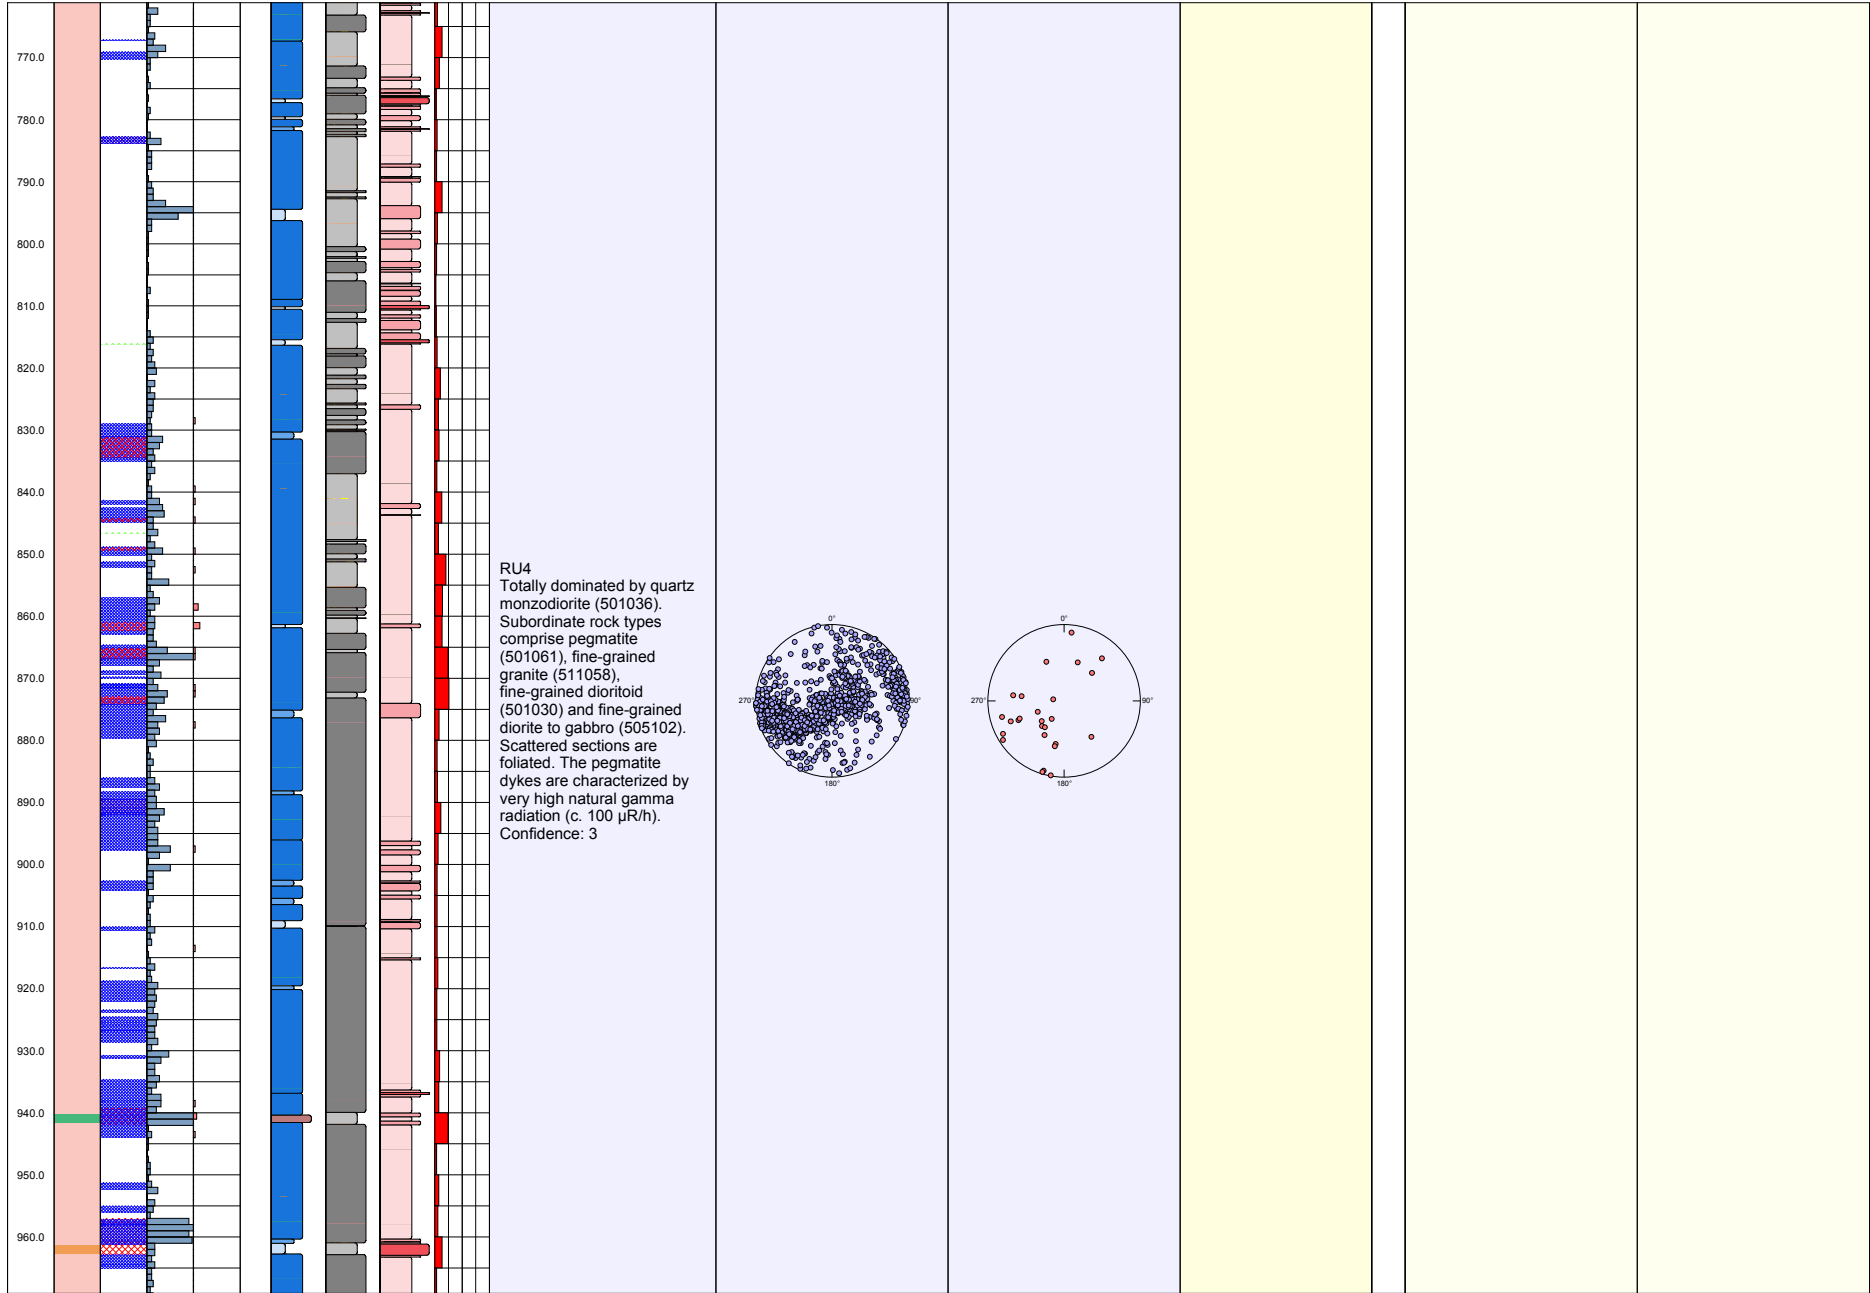 770.0
780.0
790.0
800.0
810.0
820.0
830.0
840.0
850.0
860.0
870.0
880.0
890.0
900.0
910.0
920.0
930.0
940.0
950.0
960.0
RU4
Totally dominated by quartz
monzodiorite (501036).
Subordinate rock types
comprise pegmatite
(501061), fine-grained
granite (511058),
fine-grained dioritoid
(501030) and fine-grained
diorite to gabbro (505102).
Scattered sections are
foliated. The pegmatite
dykes are characterized by
very high natural gamma
radiation (c. 100 µR/h).
Confidence: 3
0°
270°
90°
180°
0°
270°
90°
180°